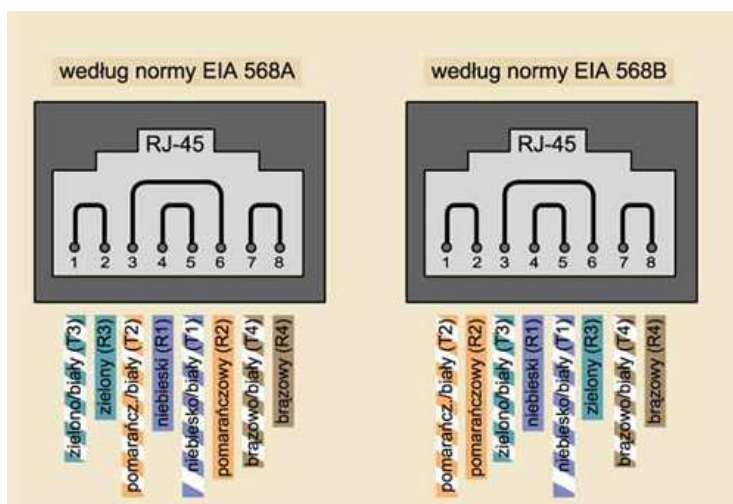 według normy EIA 568A
RJ-45
1 2 3 4 5 6 7 8
zielono/biały (T3)
zielony (R3)
pomarańcz./biały (T2)
niebieski (R1)
niebiesko/biały (T1)
pomarańczowy (R2)
brązowo/biały (T4)
brązowy (R4)
według normy EIA 568B
RJ-45
1 2 3 4 5 6 7 8
pomarańcz./biały (T2)
pomarańczowy (R2)
zielono/biały (T3)
niebieski (R1)
niebiesko/biały (T1)
zielony (R3)
brązowo/biały (T4)
brązowy (R4)